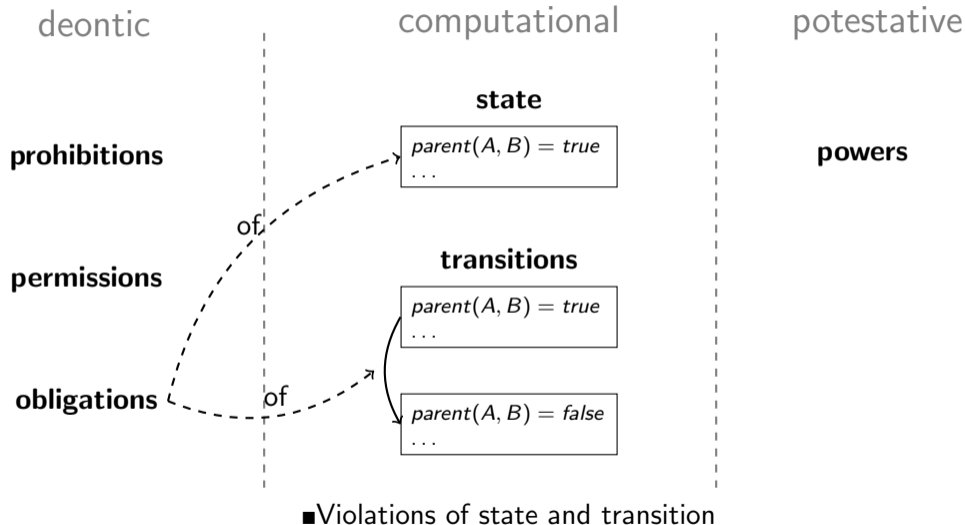 deontic
computational
potestative
state
prohibitions
parent(A, B) = true
...
powers
of
permissions
transitions
parent(A, B) = true
...
obligations
of
parent(A, B) = false
...
■Violations of state and transition